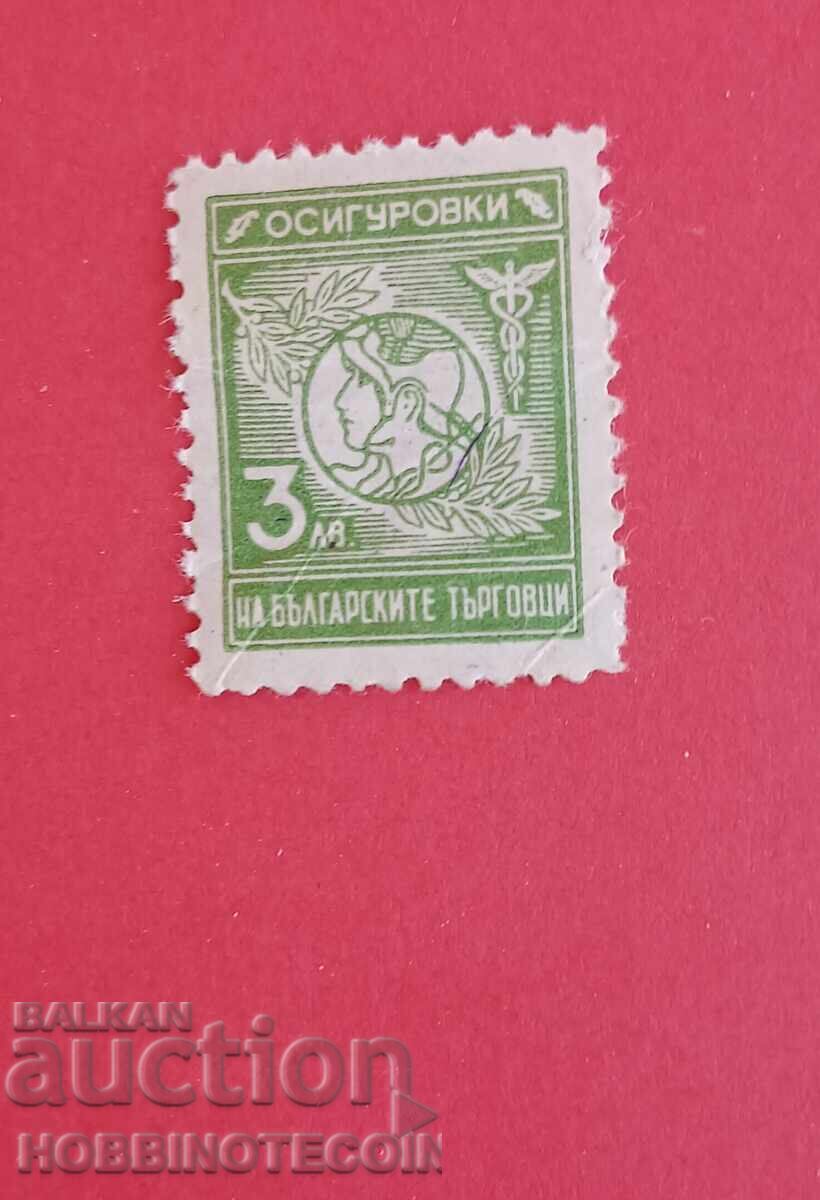 ОСИГУРОВКИ
3 лв.
НА БЪЛГАРСКИТЕ ТЪРГОВЦИ
BALKAN
auction
HOBBINOTECOIN